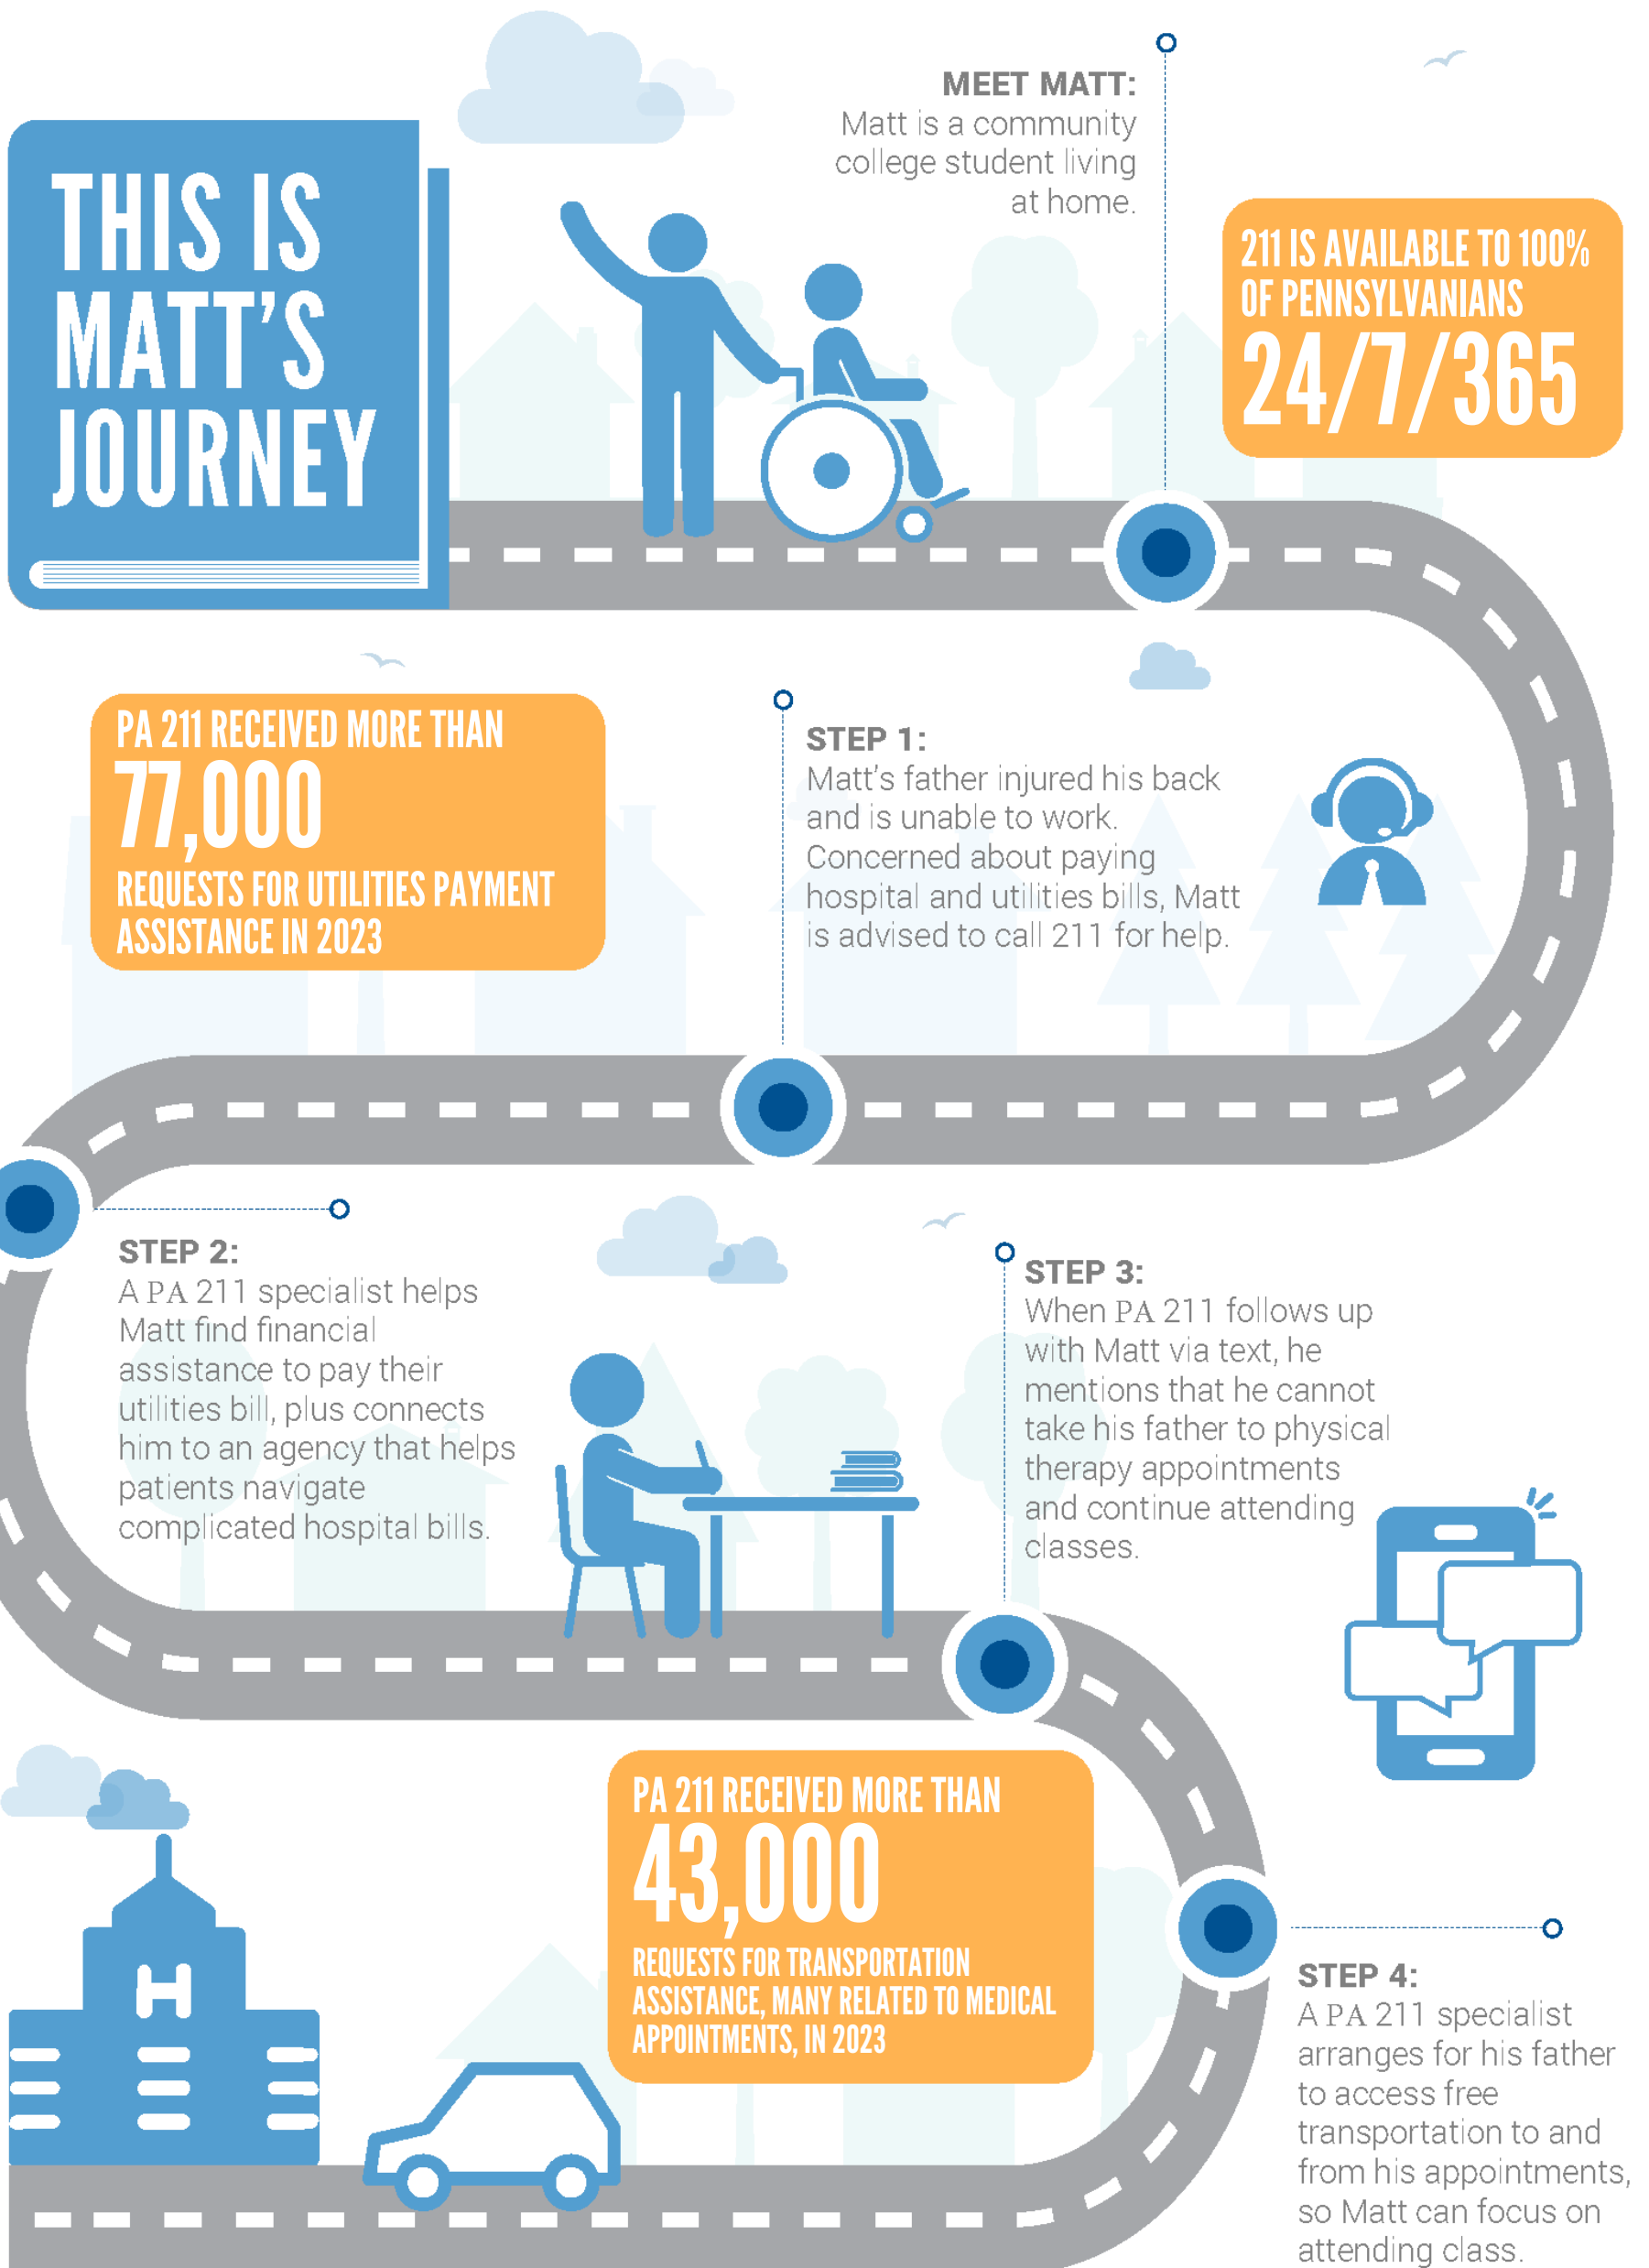 THIS IS
MATT'S
JOURNEY
MEET MATT:
Matt is a community
college student living
at home.
211 IS AVAILABLE TO 100%
OF PENNSYLVANIANS
24/7/365
PA 211 RECEIVED MORE THAN
77,000
REQUESTS FOR UTILITIES PAYMENT
ASSISTANCE IN 2023
STEP 1:
Matt's father injured his back
and is unable to work.
Concerned about paying
hospital and utilities bills, Matt
is advised to call 211 for help.
STEP 2:
A PA 211 specialist helps
Matt find financial
assistance to pay their
utilities bill, plus connects
him to an agency that helps
patients navigate
complicated hospital bills.
STEP 3:
When PA 211 follows up
with Matt via text, he
mentions that he cannot
take his father to physical
therapy appointments
and continue attending
classes.
PA 211 RECEIVED MORE THAN
43,000
REQUESTS FOR TRANSPORTATION
ASSISTANCE, MANY RELATED TO MEDICAL
APPOINTMENTS, IN 2023
H
STEP 4:
A PA 211 specialist
arranges for his father
to access free
transportation to and
from his appointments,
so Matt can focus on
attending class.